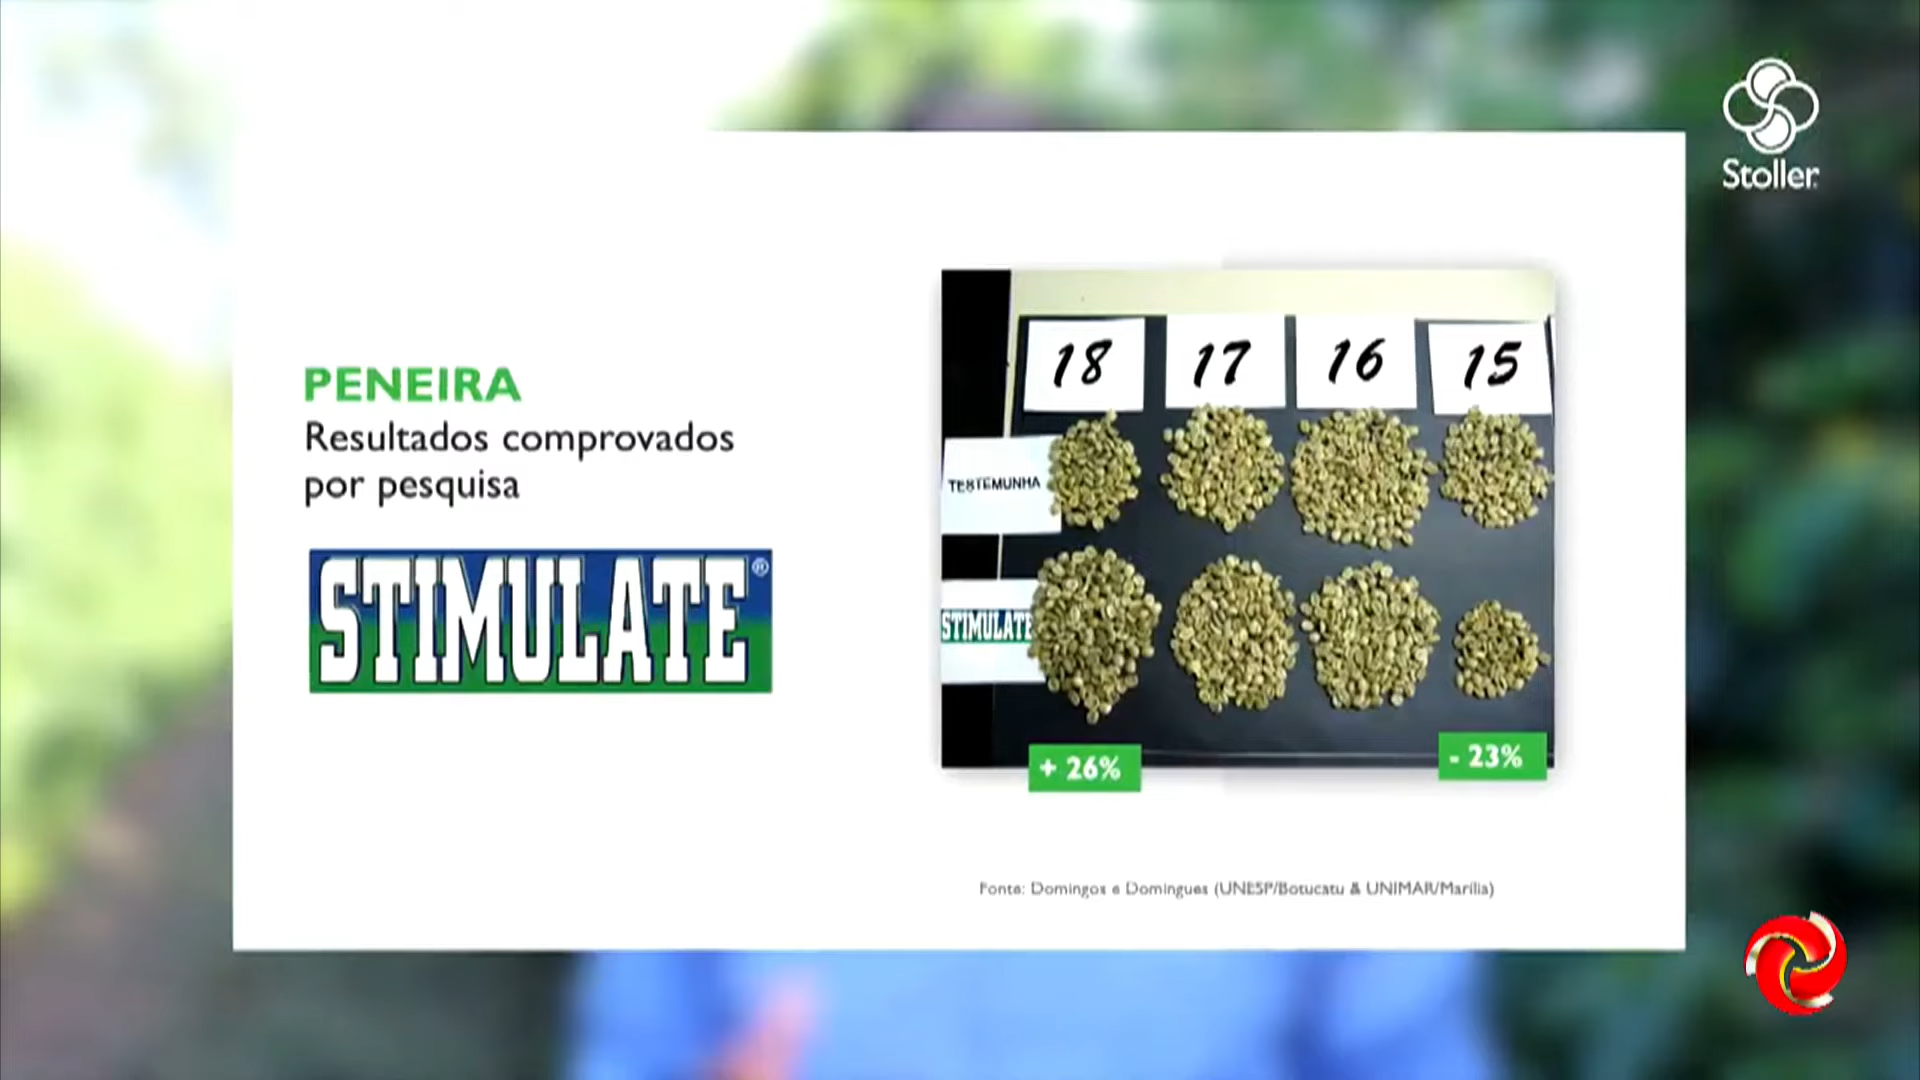 Stoller
PENEIRA
Resultados comprovados
por pesquisa
STIMULATE®
18 17 16 15
TESTEMUNHA
STIMULATE
+ 26%
- 23%
Fonte: Domingos e Domingues (UNESP/Botucatu & UNIMAR/Marília)